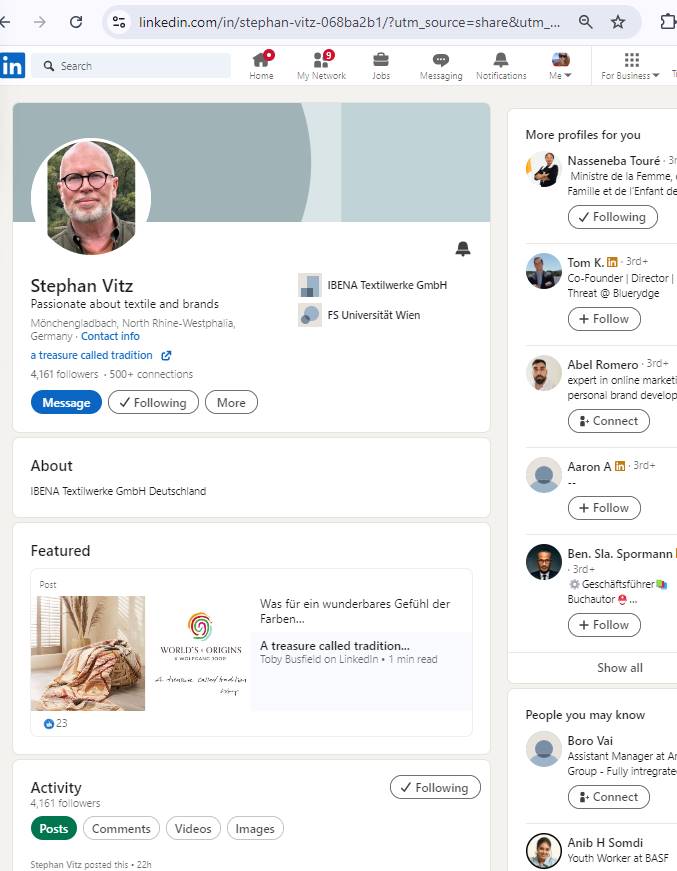 linkedin.com/in/stephan-vitz-068ba2b1/?utm_source=share&utm_...
in
Search
Home
9
My Network
Jobs
Messaging
Notifications
Me
For Business
Stephan Vitz
Passionate about textile and brands
Mönchengladbach, North Rhine-Westphalia,
Germany · Contact info
a treasure called tradition
4,161 followers · 500+ connections
Message
Following
More
IBENA Textilwerke GmbH
FS Universität Wien
About
IBENA Textilwerke GmbH Deutschland
Featured
Post
WORLD'S ORIGINS
& WOLFGANG JOOP
A treasure called tradition
Was für ein wunderbares Gefühl der
Farben...
A treasure called tradition...
Toby Busfield on LinkedIn • 1 min read
23
Activity
4,161 followers
Following
Posts
Comments
Videos
Images
Stephan Vitz posted this • 22h
More profiles for you
Nasseneba Touré · 3r
Ministre de la Femme,
Famille et de l'Enfant de
Following
Tom K. in · 3rd+
Co-Founder | Director |
Threat @ Bluerydge
+ Follow
Abel Romero · 3rd+
expert in online marketi
personal brand develop
Connect
Aaron A in · 3rd+
--
+ Follow
Ben. Sla. Spormann
· 3rd+
Geschäftsführer
Buchautor ...
+ Follow
Show all
People you may know
Boro Vai
Assistant Manager at Ar
Group - Fully intregrate
Connect
Anib H Somdi
Youth Worker at BASF